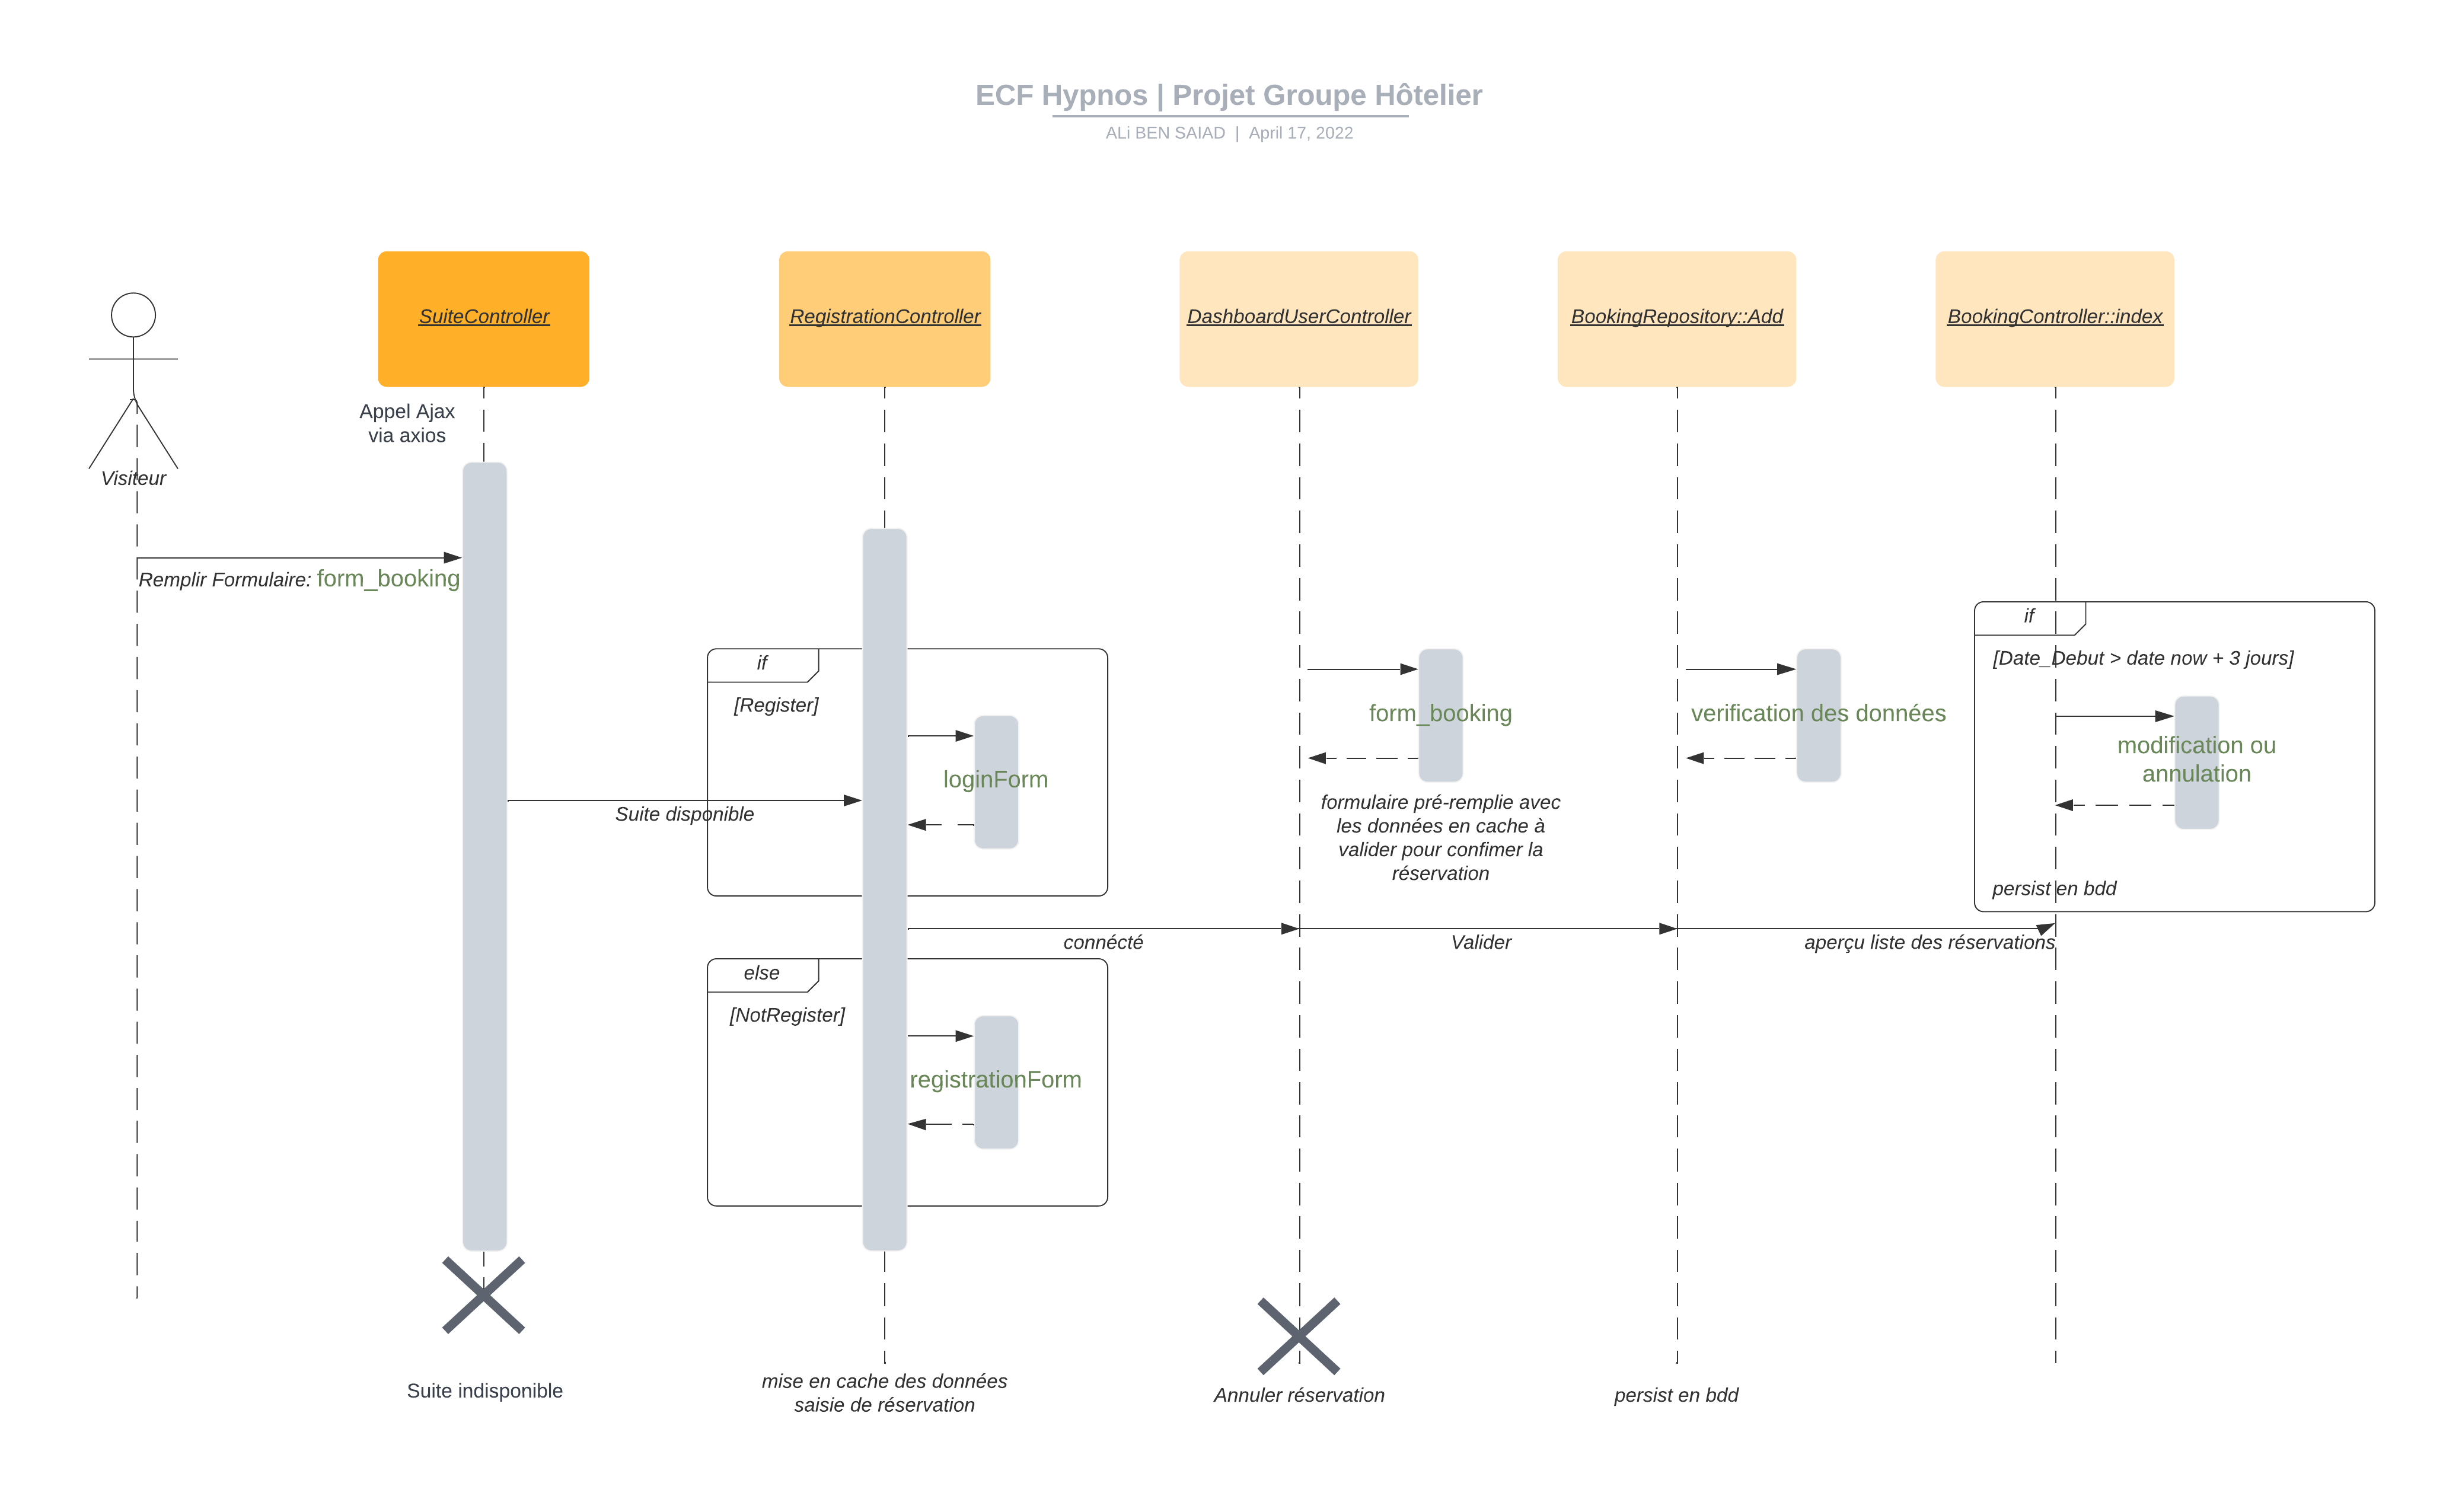 ECF Hypnos | Projet Groupe Hôtelier
ALi BEN SAIAD | April 17, 2022
SuiteController
RegistrationController
DashboardUserController
BookingRepository::Add
BookingController::index
Appel Ajax
via axios
Visiteur
Remplir Formulaire: form_booking
if
[Register]
loginForm
Suite disponible
form_booking
formulaire pré-remplie avec
les données en cache à
valider pour confimer la
réservation
verification des données
if
[Date_Debut > date now + 3 jours]
modification ou
annulation
persist en bdd
connécté
Valider
aperçu liste des réservations
else
[NotRegister]
registrationForm
Suite indisponible
mise en cache des données
saisie de réservation
Annuler réservation
persist en bdd